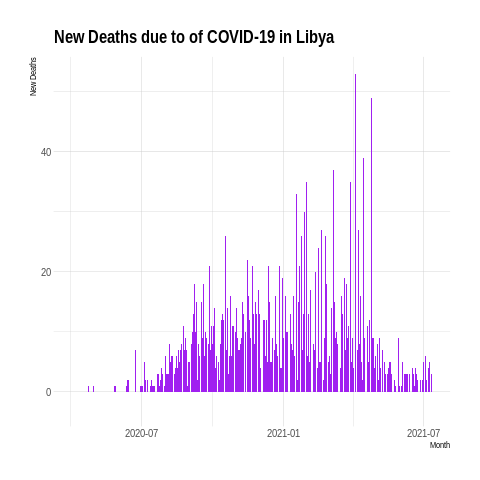 New Deaths due to of COVID-19 in Libya
New Deaths
40
20
0
2020-07
2021-01
2021-07
Month